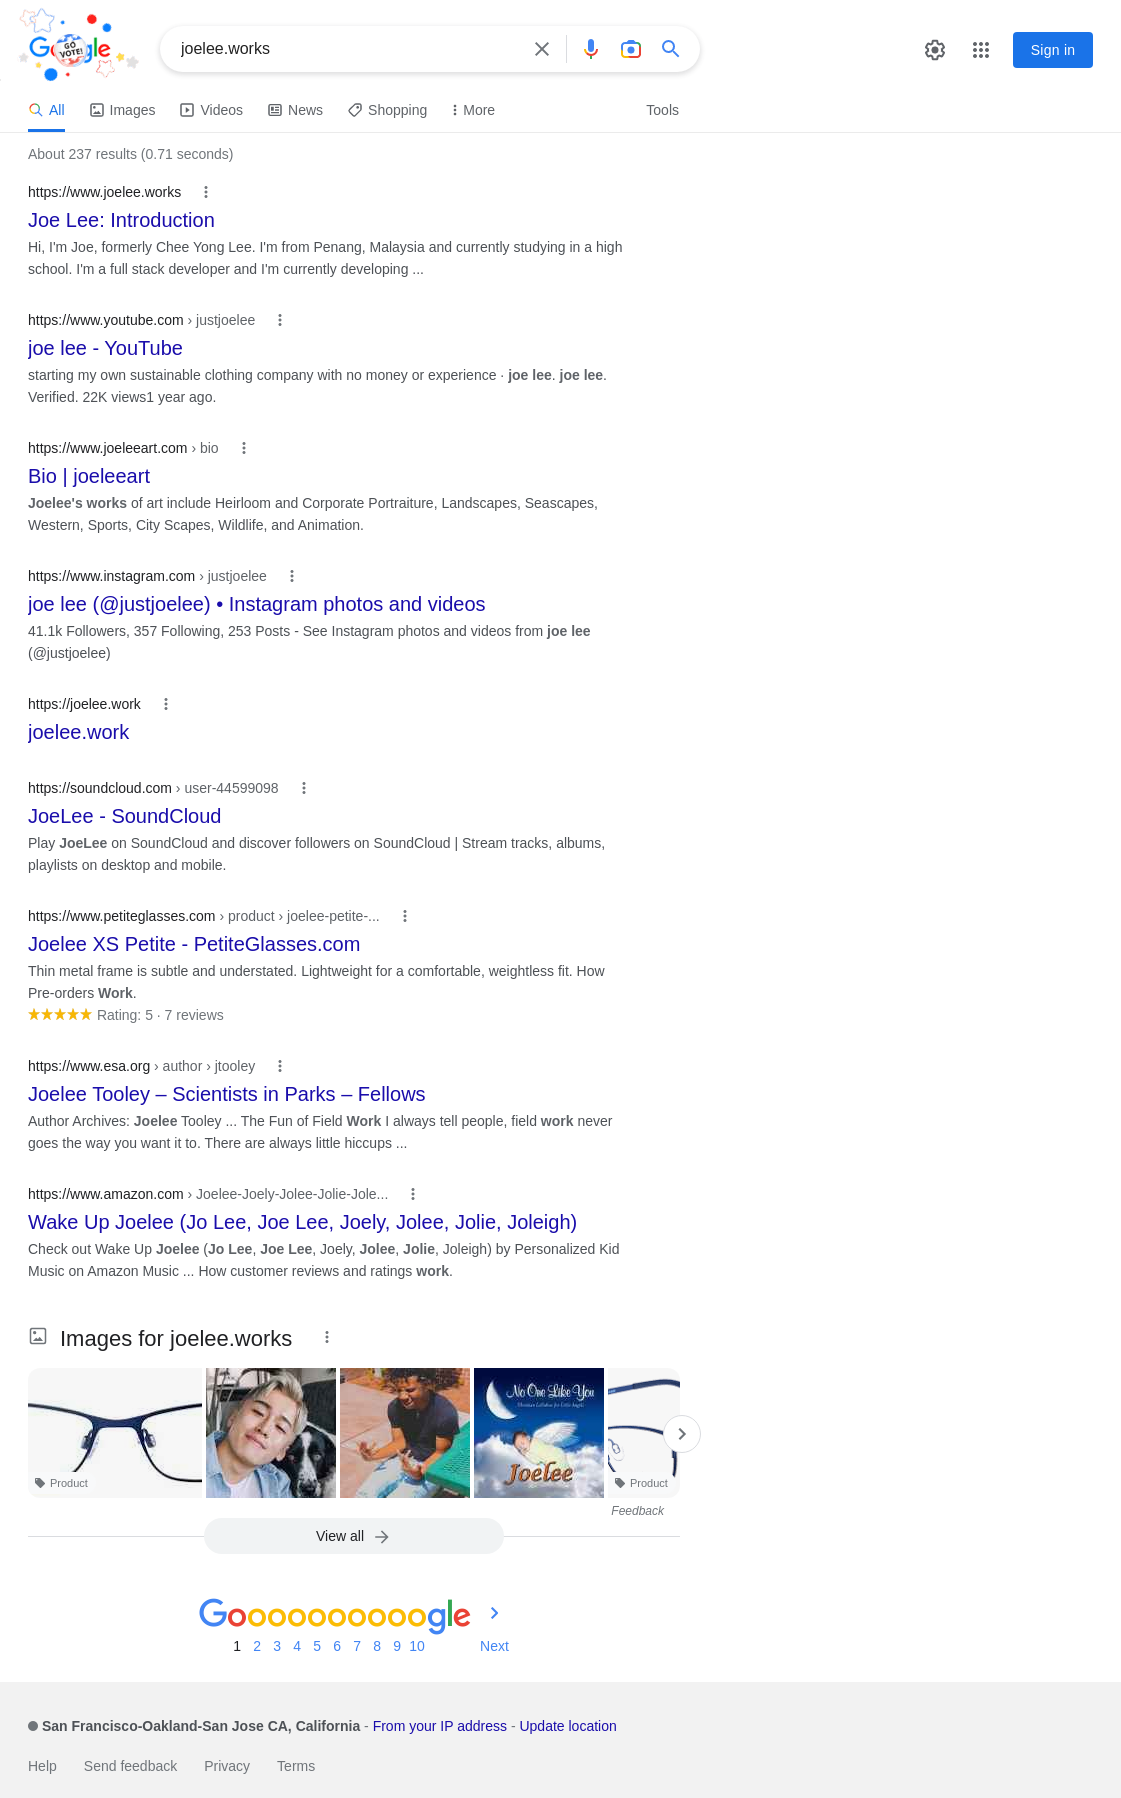 GO VOTE!
Google
joelee.works
Sign in
All
Images
Videos
News
Shopping
More
Tools
About 237 results (0.71 seconds)
https://www.joelee.works
Joe Lee: Introduction
Hi, I'm Joe, formerly Chee Yong Lee. I'm from Penang, Malaysia and currently studying in a high
school. I'm a full stack developer and I'm currently developing ...
https://www.youtube.com › justjoelee
joe lee - YouTube
starting my own sustainable clothing company with no money or experience · joe lee. joe lee.
Verified. 22K views1 year ago.
https://www.joeleeart.com › bio
Bio | joeleeart
Joelee's works of art include Heirloom and Corporate Portraiture, Landscapes, Seascapes,
Western, Sports, City Scapes, Wildlife, and Animation.
https://www.instagram.com › justjoelee
joe lee (@justjoelee) • Instagram photos and videos
41.1k Followers, 357 Following, 253 Posts - See Instagram photos and videos from joe lee
(@justjoelee)
https://joelee.work
joelee.work
https://soundcloud.com › user-44599098
JoeLee - SoundCloud
Play JoeLee on SoundCloud and discover followers on SoundCloud | Stream tracks, albums,
playlists on desktop and mobile.
https://www.petiteglasses.com › product › joelee-petite-...
Joelee XS Petite - PetiteGlasses.com
Thin metal frame is subtle and understated. Lightweight for a comfortable, weightless fit. How
Pre-orders Work.
Rating: 5 · 7 reviews
https://www.esa.org › author › jtooley
Joelee Tooley – Scientists in Parks – Fellows
Author Archives: Joelee Tooley ... The Fun of Field Work I always tell people, field work never
goes the way you want it to. There are always little hiccups ...
https://www.amazon.com › Joelee-Joely-Jolee-Jolie-Jole...
Wake Up Joelee (Jo Lee, Joe Lee, Joely, Jolee, Jolie, Joleigh)
Check out Wake Up Joelee (Jo Lee, Joe Lee, Joely, Jolee, Jolie, Joleigh) by Personalized Kid
Music on Amazon Music ... How customer reviews and ratings work.
Images for joelee.works
No One Like You
Joelee
Product
Product
Feedback
View all
Goooooooooogle
1 2 3 4 5 6 7 8 9 10 Next
San Francisco-Oakland-San Jose CA, California - From your IP address - Update location
Help
Send feedback
Privacy
Terms